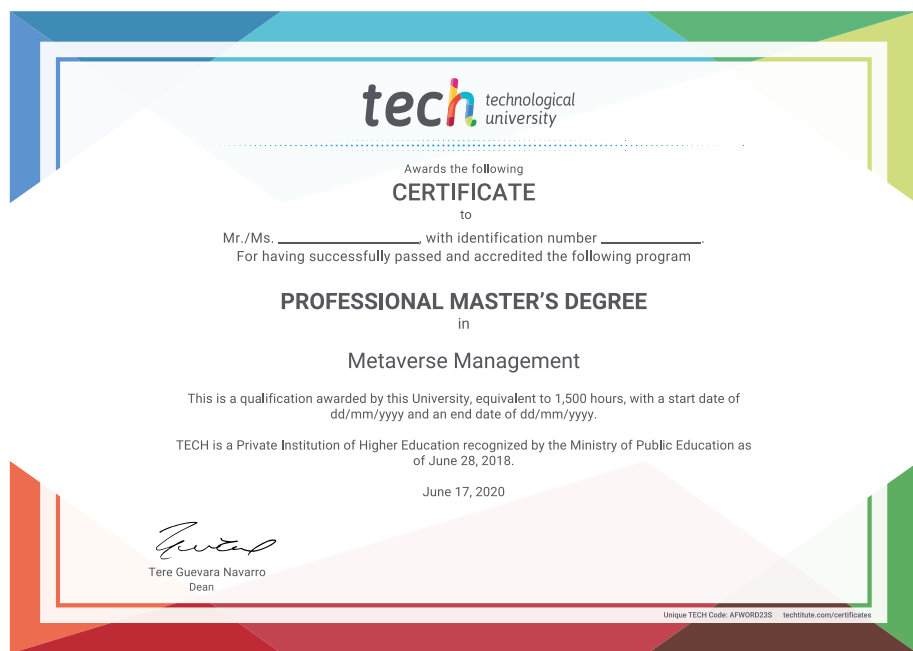 tech technological
university
Awards the following
CERTIFICATE
to
Mr./Ms. ____________________, with identification number ______________.
For having successfully passed and accredited the following program
PROFESSIONAL MASTER'S DEGREE
in
Metaverse Management
This is a qualification awarded by this University, equivalent to 1,500 hours, with a start date of
dd/mm/yyyy and an end date of dd/mm/yyyy.
TECH is a Private Institution of Higher Education recognized by the Ministry of Public Education as
of June 28, 2018.
June 17, 2020
Tere Guevara Navarro
Dean
Unique TECH Code: AFWORD23S techtitute.com/certificates